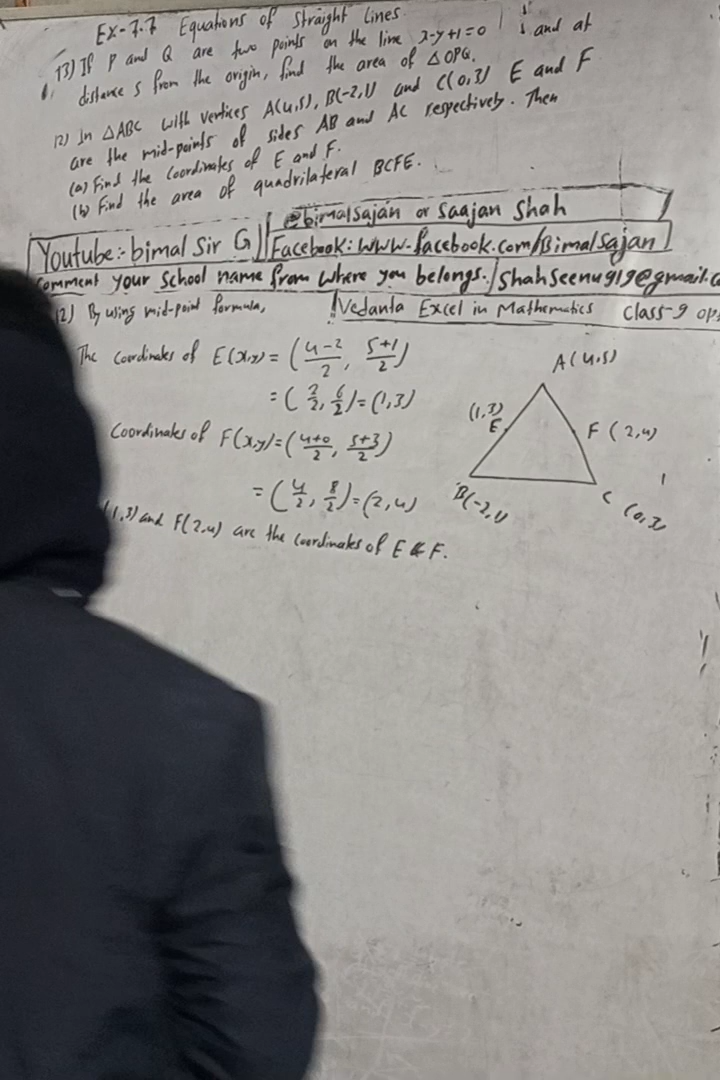 Ex-7.7 Equations of Straight Lines
13) If P and Q are two points on the line x-y+1=0 and at
distance 5 from the origin, find the area of △OPQ.
12) In △ABC with vertices A(4,5), B(-2,1) and C(0,3) E and F
are the mid-points of sides AB and AC respectively. Then
(a) Find the coordinates of E and F.
(b) Find the area of quadrilateral BCFE.
@bimalsajan or Saajan Shah
Youtube:- bimal Sir G
Facebook: www.facebook.com/Bimalsajan
Comment your School name from where you belongs. / shahseenu919@gmail.c
12) By using mid-point formula,
Vedanta Excel in Mathematics Class-9 op
The coordinates of E(x,y) = (4-2/2, 5+1/2)
= (2/2, 6/2) = (1,3)
Coordinates of F(x,y) = (4+0/2, 5+3/2)
= (4/2, 8/2) = (2,4)
(1,3) and F(2,4) are the coordinates of E & F.
A(4,5)
(1,3)
E
F (2,4)
B(-2,1)
C (0,3)